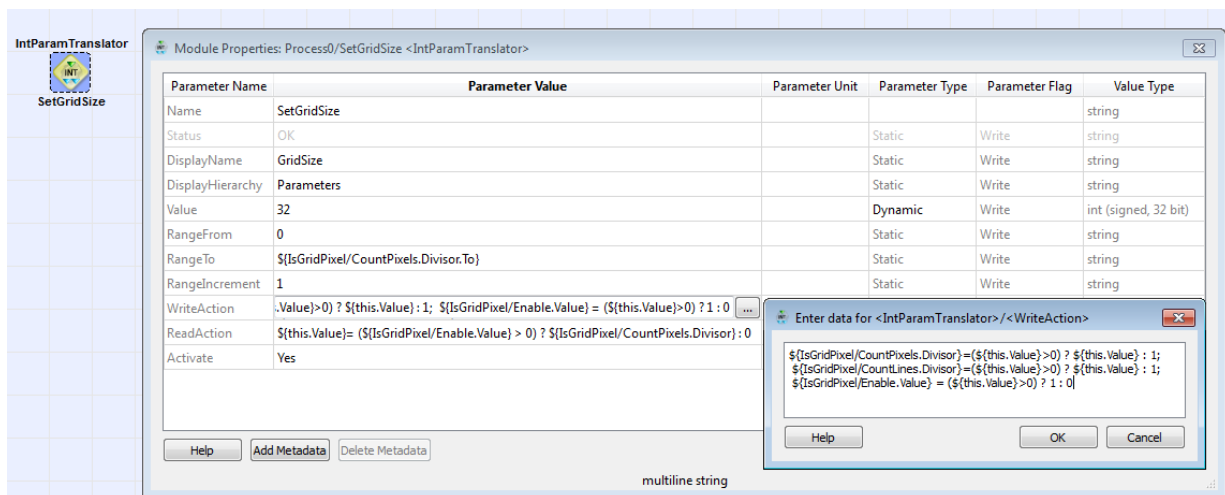 IntParamTranslator
INT
SetGridSize
Module Properties: Process0/SetGridSize <IntParamTranslator>
Parameter Name Parameter Value Parameter Unit Parameter Type Parameter Flag Value Type
Name SetGridSize string
Status OK Static Write string
DisplayName GridSize Static Write string
DisplayHierarchy Parameters Static Write string
Value 32 Dynamic Write int (signed, 32 bit)
RangeFrom 0 Static Write string
RangeTo ${IsGridPixel/CountPixels.Divisor.To} Static Write string
RangeIncrement 1 Static Write string
WriteAction .Value}>0) ? ${this.Value} : 1; ${IsGridPixel/Enable.Value} = (${this.Value}>0) ? 1 : 0 ...
ReadAction ${this.Value}= (${IsGridPixel/Enable.Value} > 0) ? ${IsGridPixel/CountPixels.Divisor} : 0
Activate Yes
Enter data for <IntParamTranslator>/<WriteAction>
${IsGridPixel/CountPixels.Divisor}=(${this.Value}>0) ? ${this.Value} : 1;
${IsGridPixel/CountLines.Divisor}=(${this.Value}>0) ? ${this.Value} : 1;
${IsGridPixel/Enable.Value} = (${this.Value}>0) ? 1 : 0
Help OK Cancel
Help Add Metadata Delete Metadata
multiline string